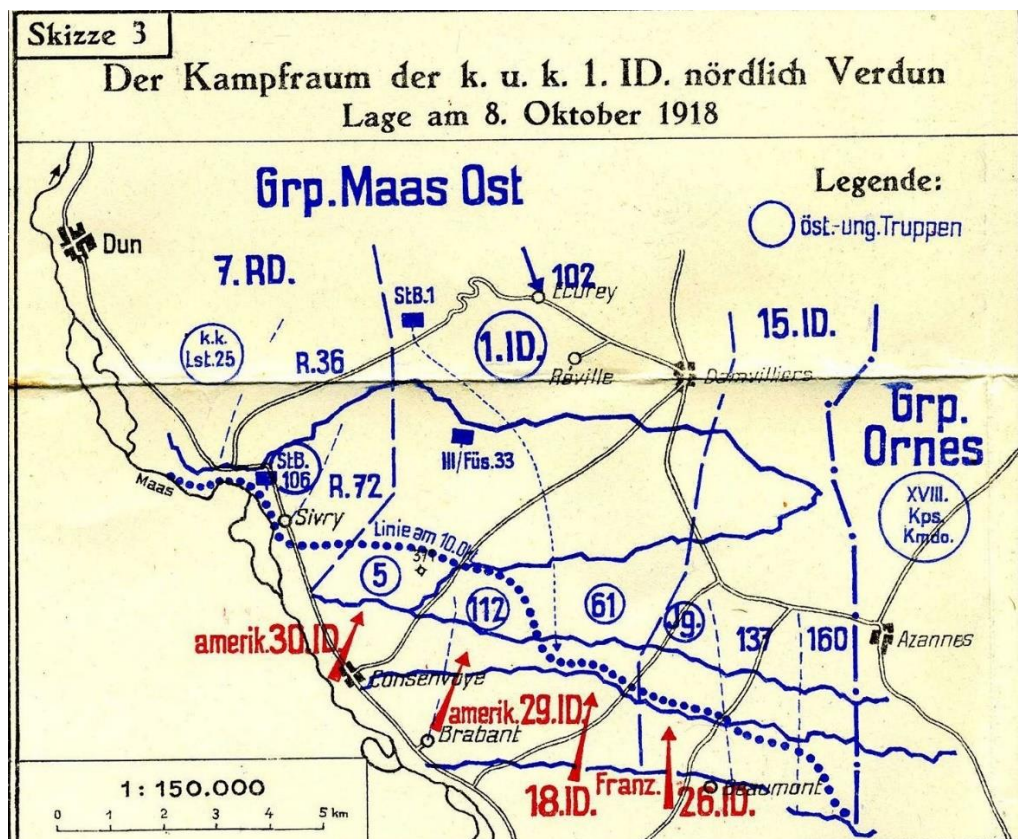 Skizze 3
Der Kampfraum der k. u. k. 1. ID. nördlich Verdun
Lage am 8. Oktober 1918
Grp. Maas Ost
Legende:
öst.-ung. Truppen
Dun
7. RD.
StB.1
102
Ecurey
15. ID.
k.k.
Lst.25
R.36
1. ID.
Réville
Damvilliers
Grp.
Ornes
III/Füs.33
StB.
106
R.72
Maas
Sivry
XVIII.
Kps.
Kmdo.
Linie am 10.Okt.
5
112
61
19.
137
160
Azannes
amerik. 30. ID.
Consenvoye
amerik. 29. ID.
Brabant
18. ID.
Franz.
26. ID.
Beaumont
1: 150.000
0 1 2 3 4 5 km